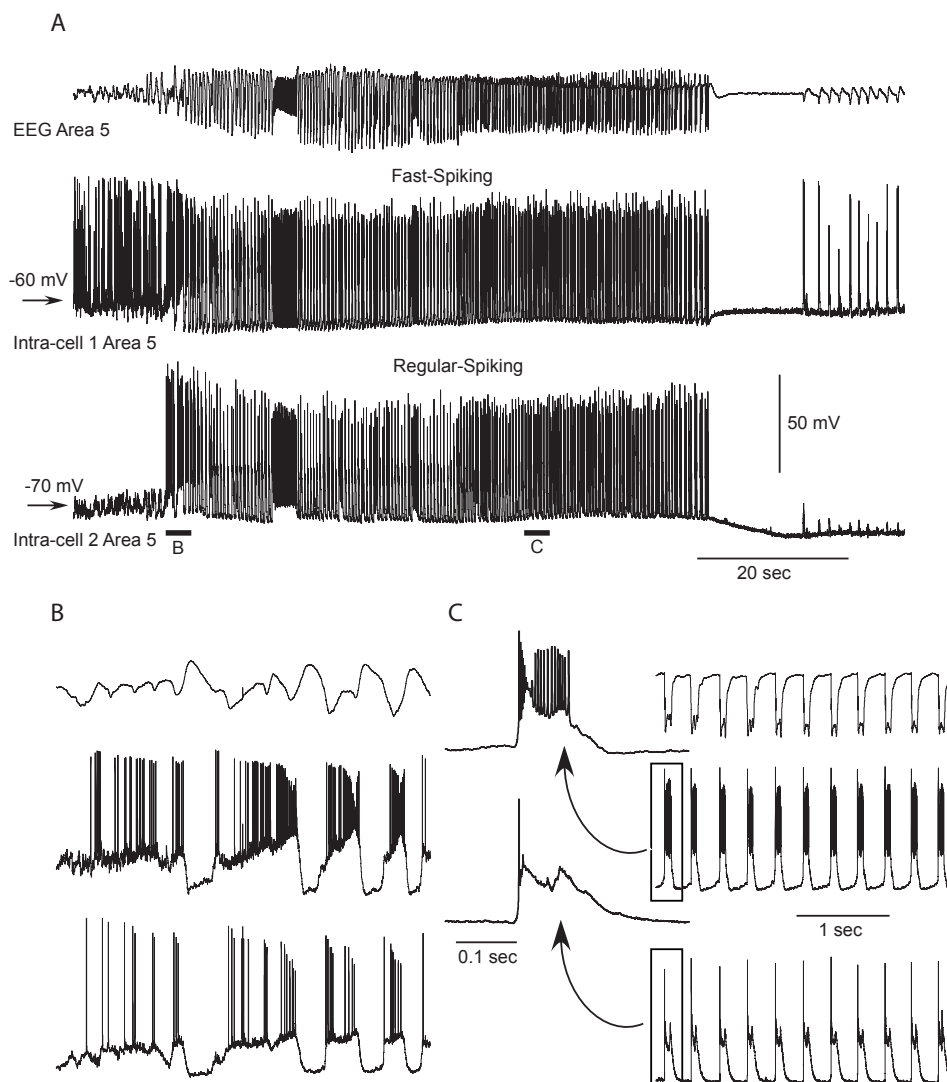 A
EEG Area 5
Fast-Spiking
-60 mV
Intra-cell 1 Area 5
Regular-Spiking
50 mV
-70 mV
Intra-cell 2 Area 5
B
C
20 sec
B
C
0.1 sec
1 sec